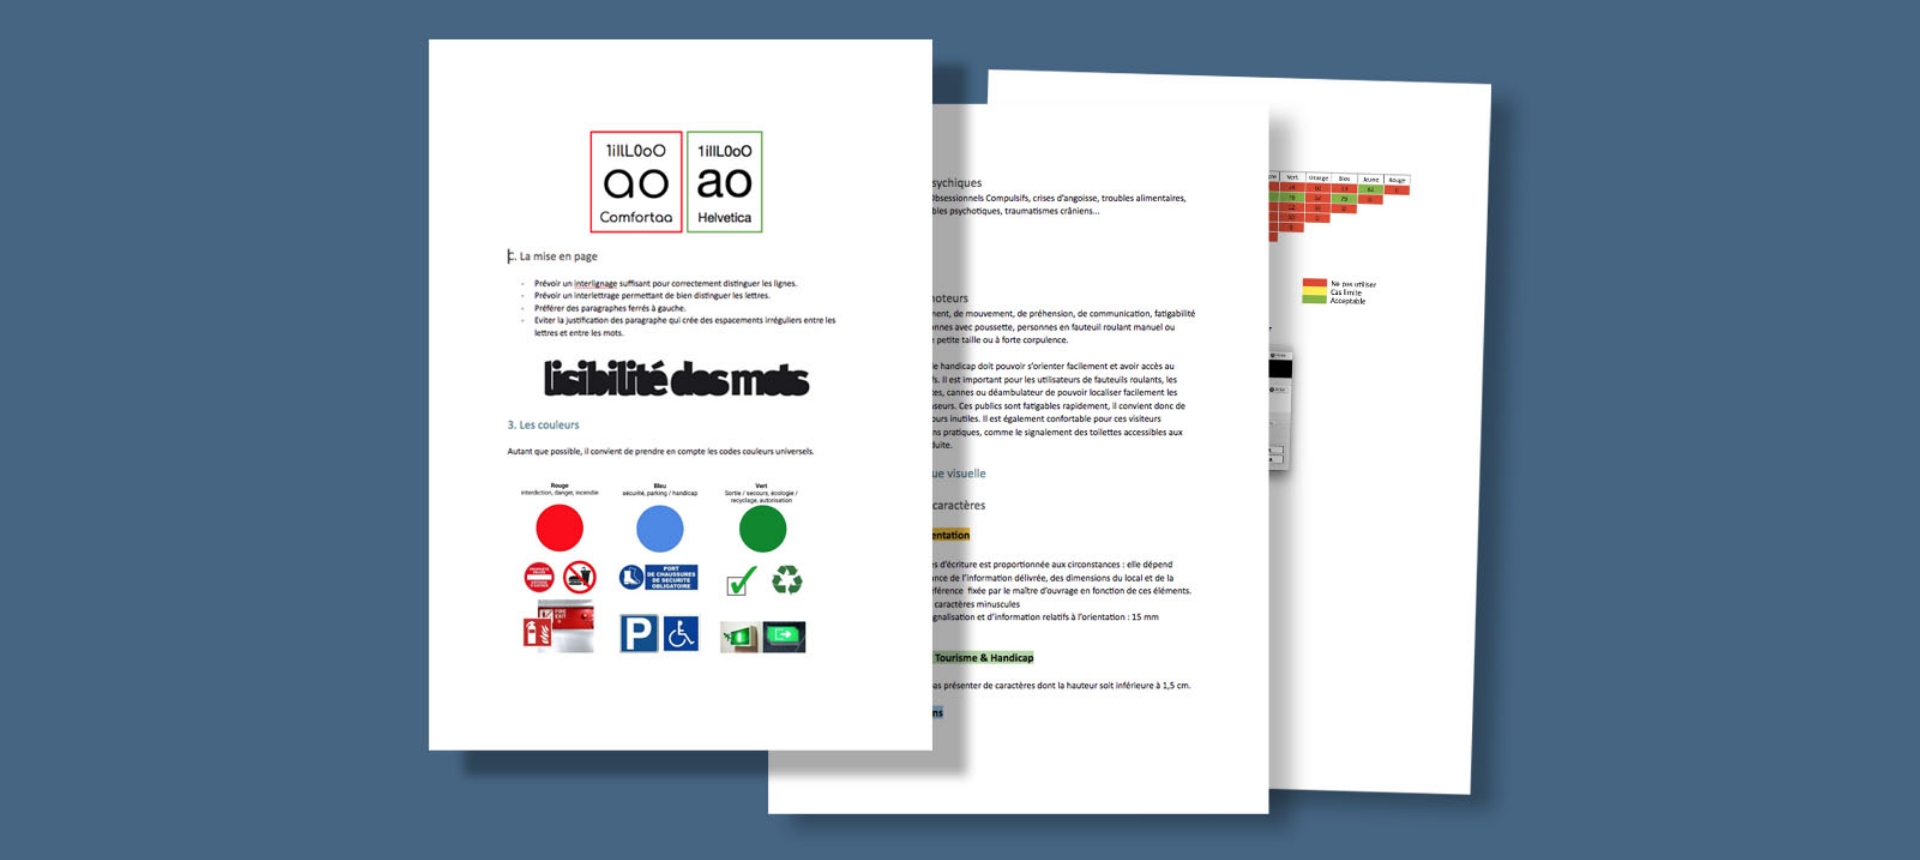 1illL0oO
ao
Comfortaa
1illL0oO
ao
Helvetica
C. La mise en page
- Prévoir un interlignage suffisant pour correctement distinguer les lignes.
- Prévoir un interlettrage permettant de bien distinguer les lettres.
- Préférer des paragraphes ferrés à gauche.
- Eviter la justification des paragraphe qui crée des espacements irréguliers entre les
lettres et entre les mots.
lisibilité des mots
3. Les couleurs
Autant que possible, il convient de prendre en compte les codes couleurs universels.
Rouge
interdiction, danger, incendie
Bleu
sécurité, parking / handicap
Vert
Sortie / secours, écologie /
recyclage, autorisation
PORT
DE CHAUSSURES
DE SECURITE
OBLIGATOIRE
FIRE
EXIT
P
sychiques
Obsessionnels Compulsifs, crises d'angoisse, troubles alimentaires,
bles psychotiques, traumatismes crâniens...
moteurs
ment, de mouvement, de préhension, de communication, fatigabilité
nnes avec poussette, personnes en fauteuil roulant manuel ou
petite taille ou à forte corpulence.
le handicap doit pouvoir s'orienter facilement et avoir accès au
fs. Il est important pour les utilisateurs de fauteuils roulants, les
es, cannes ou déambulateur de pouvoir localiser facilement les
nseurs. Ces publics sont fatigables rapidement, il convient donc de
ours inutiles. Il est également confortable pour ces visiteurs
ns pratiques, comme le signalement des toilettes accessibles aux
duite.
ue visuelle
caractères
entation
s d'écriture est proportionnée aux circonstances : elle dépend
ance de l'information délivrée, des dimensions du local et de la
éférence fixée par le maître d'ouvrage en fonction de ces éléments.
caractères minuscules
gnalisation et d'information relatifs à l'orientation : 15 mm
Tourisme & Handicap
as présenter de caractères dont la hauteur soit inférieure à 1,5 cm.
ns
Vert Orange Bleu Jaune Rouge
Ne pas utiliser
Cas limite
Acceptable